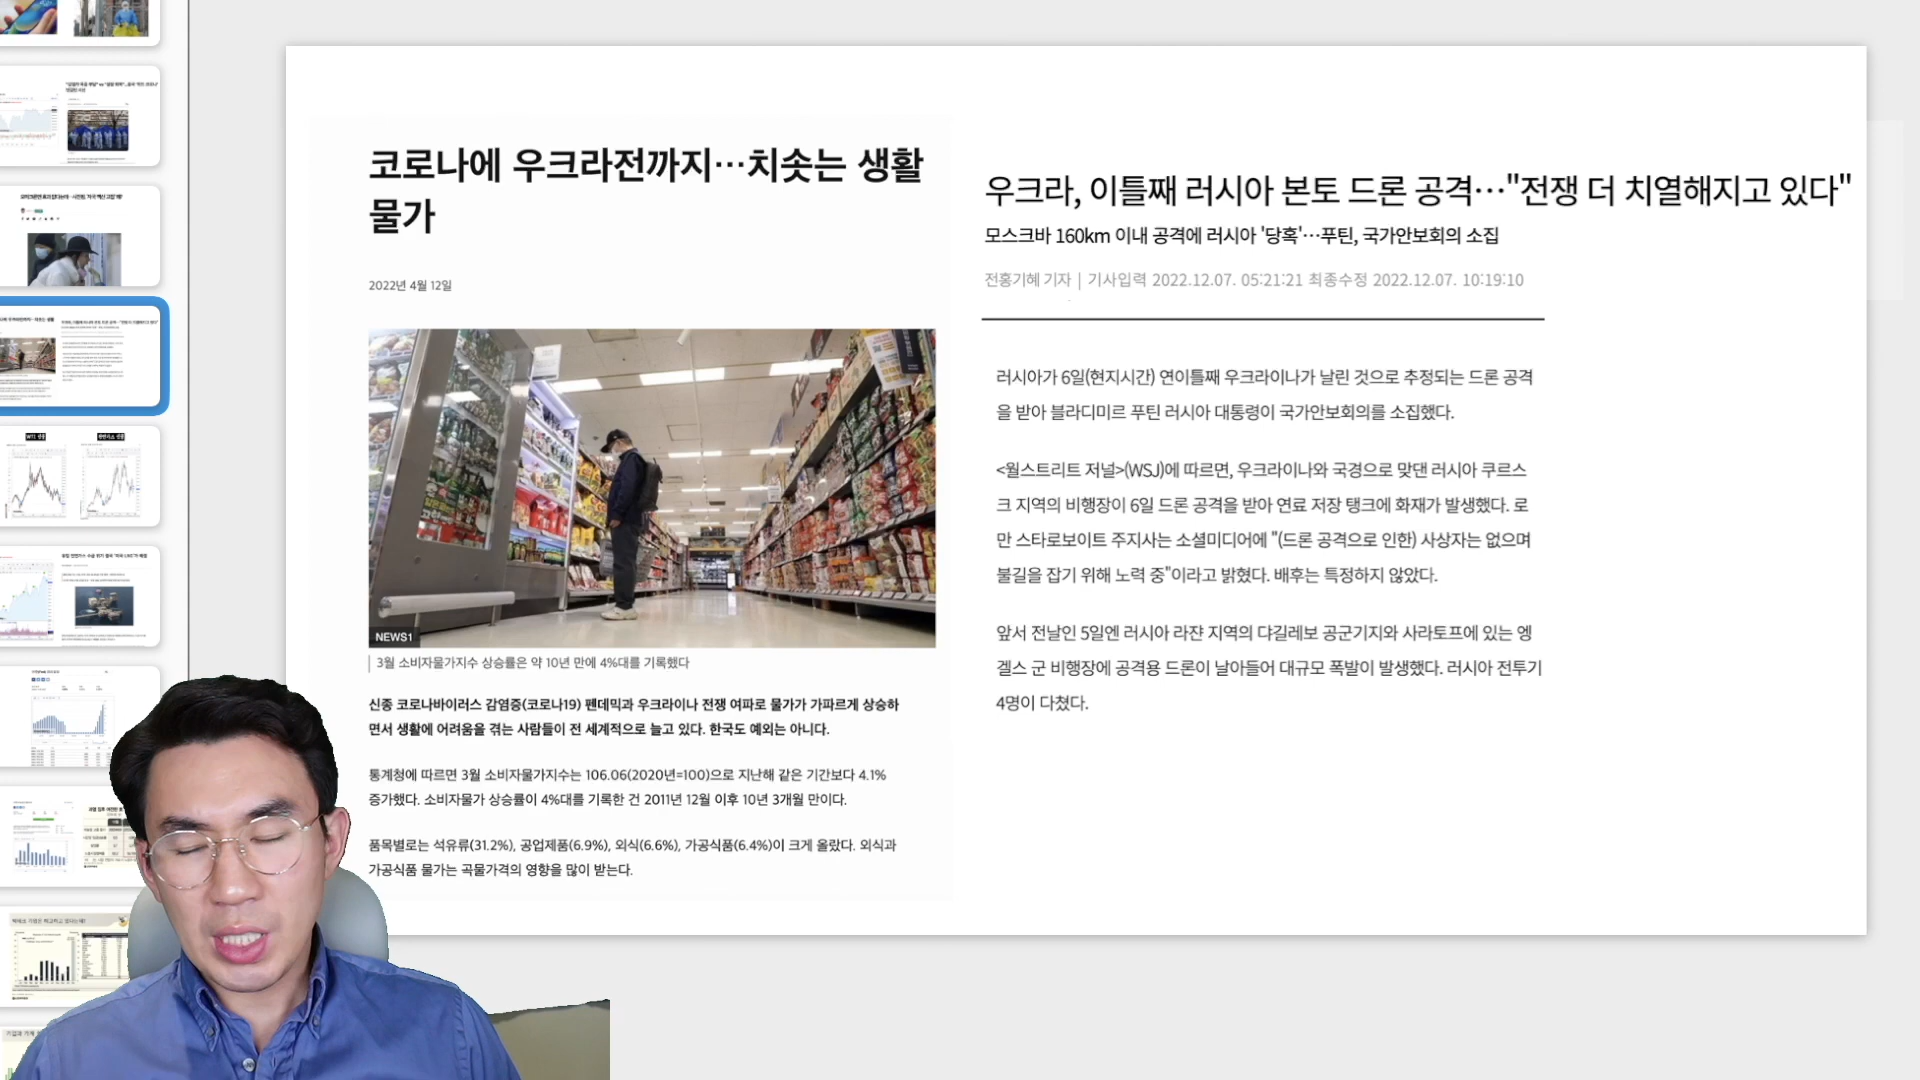 코로나에 우크라전까지…치솟는 생활
물가
2022년 4월 12일
NEWS1
3월 소비자물가지수 상승률은 약 10년 만에 4%대를 기록했다
신종 코로나바이러스 감염증(코로나19) 펜데믹과 우크라이나 전쟁 여파로 물가가 가파르게 상승하
면서 생활에 어려움을 겪는 사람들이 전 세계적으로 늘고 있다. 한국도 예외는 아니다.
통계청에 따르면 3월 소비자물가지수는 106.06(2020년=100)으로 지난해 같은 기간보다 4.1%
증가했다. 소비자물가 상승률이 4%대를 기록한 건 2011년 12월 이후 10년 3개월 만이다.
품목별로는 석유류(31.2%), 공업제품(6.9%), 외식(6.6%), 가공식품(6.4%)이 크게 올랐다. 외식과
가공식품 물가는 곡물가격의 영향을 많이 받는다.
우크라, 이틀째 러시아 본토 드론 공격…"전쟁 더 치열해지고 있다"
모스크바 160km 이내 공격에 러시아 '당혹'…푸틴, 국가안보회의 소집
전홍기혜 기자 | 기사입력 2022.12.07. 05:21:21 최종수정 2022.12.07. 10:19:10
러시아가 6일(현지시간) 연이틀째 우크라이나가 날린 것으로 추정되는 드론 공격
을 받아 블라디미르 푸틴 러시아 대통령이 국가안보회의를 소집했다.
<월스트리트 저널>(WSJ)에 따르면, 우크라이나와 국경으로 맞댄 러시아 쿠르스
크 지역의 비행장이 6일 드론 공격을 받아 연료 저장 탱크에 화재가 발생했다. 로
만 스타로보이트 주지사는 소셜미디어에 "(드론 공격으로 인한) 사상자는 없으며
불길을 잡기 위해 노력 중"이라고 밝혔다. 배후는 특정하지 않았다.
앞서 전날인 5일엔 러시아 랴쟌 지역의 댜길레보 공군기지와 사라토프에 있는 엥
겔스 군 비행장에 공격용 드론이 날아들어 대규모 폭발이 발생했다. 러시아 전투기
4명이 다쳤다.